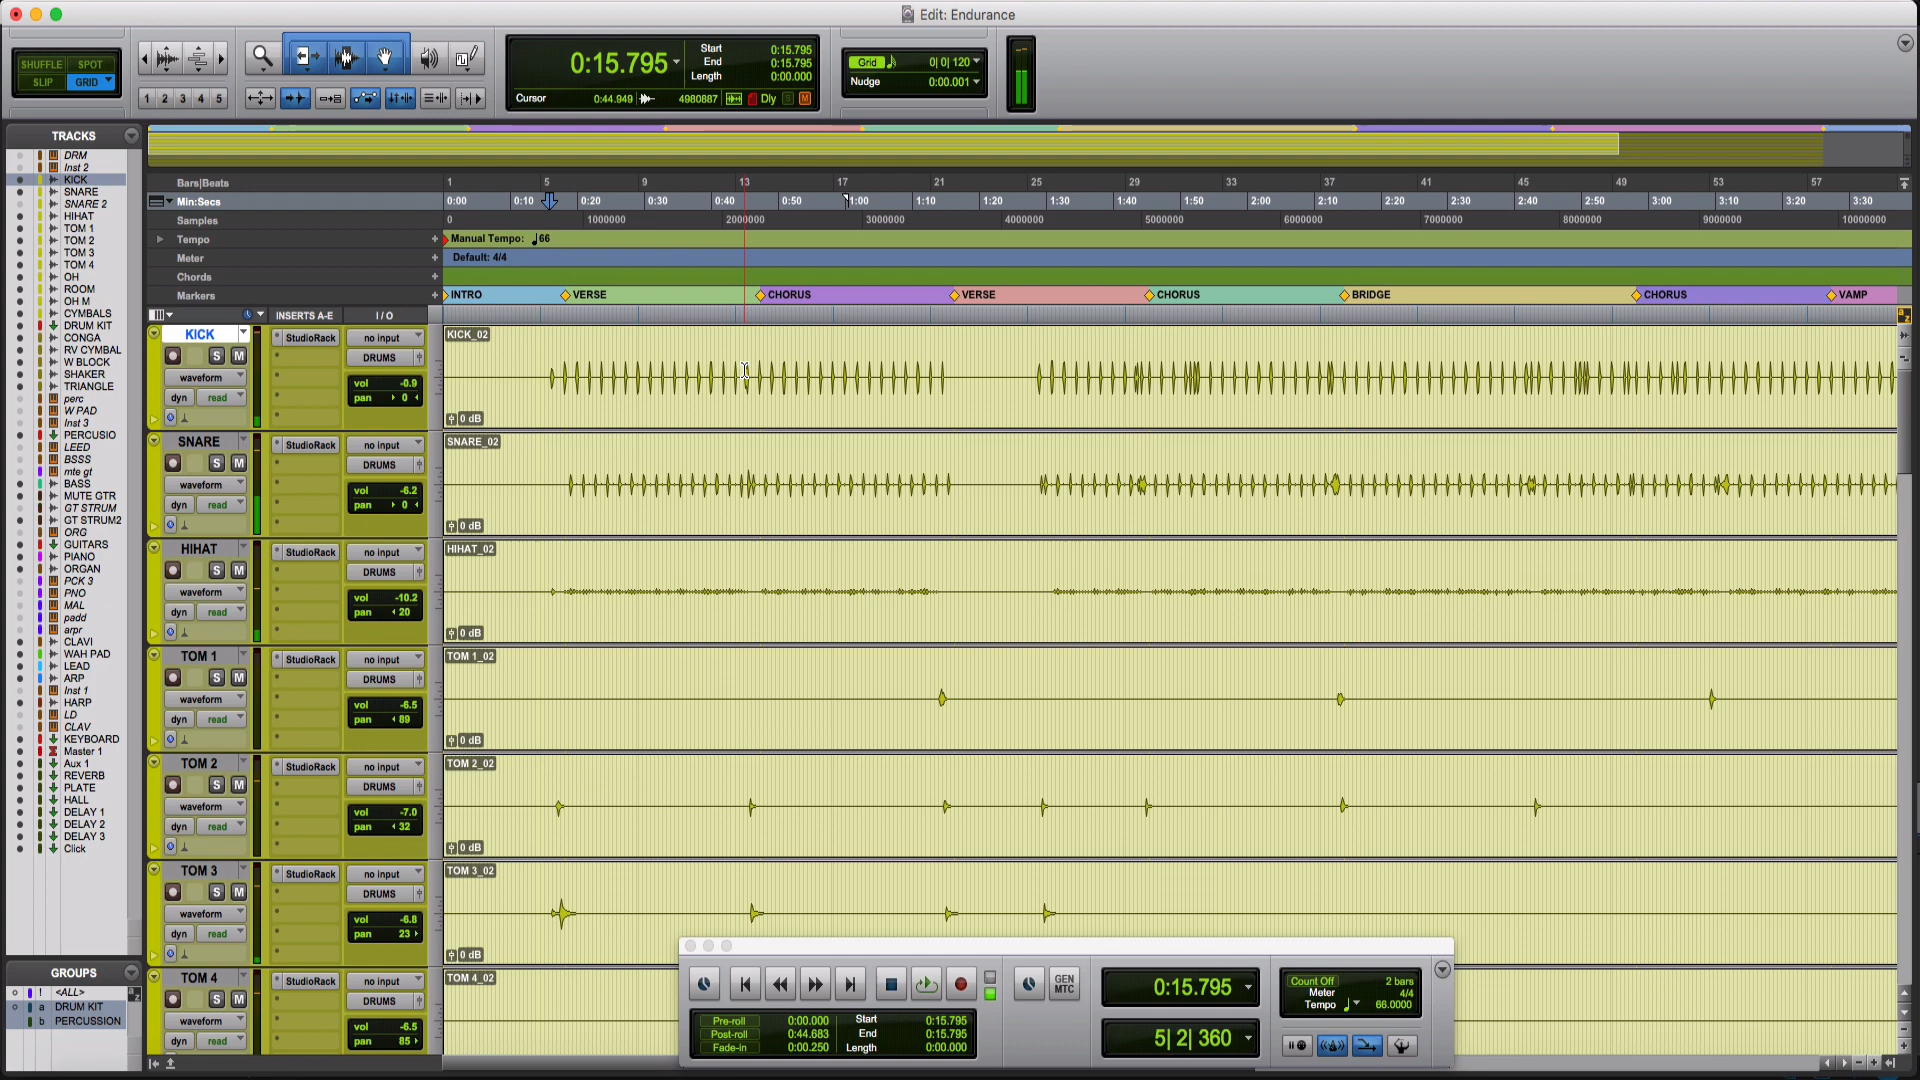 Edit: Endurance
SHUFFLE SPOT
SLIP GRID
1 2 3 4 5
0:15.795
Start 0:15.795
End 0:15.795
Length 0:00.000
Cursor 0:44.949 4980887 Dly S M
Grid 0| 0| 120
Nudge 0:00.001
TRACKS
DRM
Inst 2
KICK
SNARE
SNARE 2
HIHAT
TOM 1
TOM 2
TOM 3
TOM 4
OH
ROOM
OH M
CYMBALS
DRUM KIT
CONGA
RV CYMBAL
W BLOCK
SHAKER
TRIANGLE
perc
W PAD
Inst 3
PERCUSIO
LEED
BSSS
mte gt
BASS
MUTE GTR
GT STRUM
GT STRUM2
ORG
GUITARS
PIANO
ORGAN
PCK 3
PNO
MAL
padd
arpr
CLAVI
WAH PAD
LEAD
ARP
Inst 1
HARP
LD
CLAV
KEYBOARD
Master 1
Aux 1
REVERB
PLATE
HALL
DELAY 1
DELAY 2
DELAY 3
Click
GROUPS
! <ALL>
a DRUM KIT
b PERCUSSION
Bars|Beats 1 5 9 13 17 21 25 29 33 37 41 45 49 53 57
Min:Secs 0:00 0:10 0:20 0:30 0:40 0:50 1:00 1:10 1:20 1:30 1:40 1:50 2:00 2:10 2:20 2:30 2:40 2:50 3:00 3:10 3:20 3:30
Samples 0 1000000 2000000 3000000 4000000 5000000 6000000 7000000 8000000 9000000 10000000
Tempo + Manual Tempo: 66
Meter + Default: 4/4
Chords +
Markers + INTRO VERSE CHORUS VERSE CHORUS BRIDGE CHORUS VAMP
INSERTS A-E I / O
KICK StudioRack no input KICK_02
S M DRUMS
waveform vol -0.9
dyn read pan 0
0 dB
SNARE StudioRack no input SNARE_02
S M DRUMS
waveform vol -6.2
dyn read pan 0
0 dB
HIHAT StudioRack no input HIHAT_02
S M DRUMS
waveform vol -10.2
dyn read pan 20
0 dB
TOM 1 StudioRack no input TOM 1_02
S M DRUMS
waveform vol -6.5
dyn read pan 89
0 dB
TOM 2 StudioRack no input TOM 2_02
S M DRUMS
waveform vol -7.0
dyn read pan 32
0 dB
TOM 3 StudioRack no input TOM 3_02
S M DRUMS
waveform vol -6.8
dyn read pan 23
0 dB
TOM 4 StudioRack no input TOM 4_02
S M DRUMS
waveform vol -6.5
dyn read pan 85
GEN
MTC
0:15.795
Count Off 2 bars
Meter 4/4
Tempo 66.0000
Pre-roll 0:00.000 Start 0:15.795
Post-roll 0:44.683 End 0:15.795
Fade-in 0:00.250 Length 0:00.000
5| 2| 360